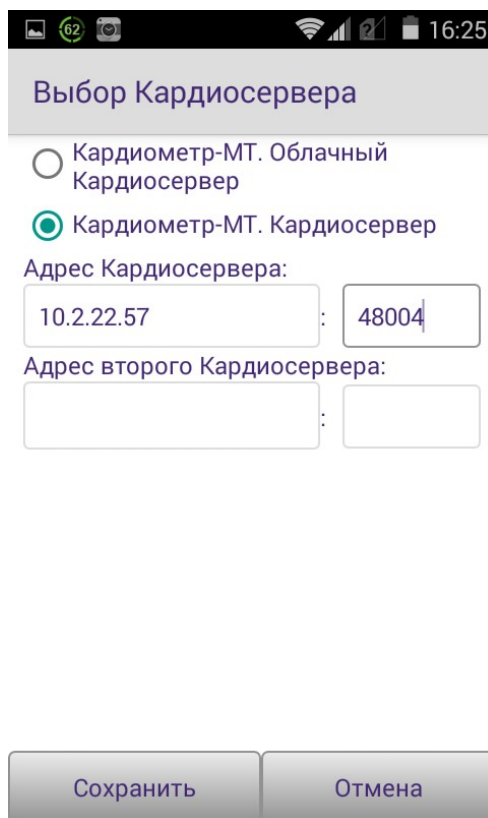 62
16:25
Выбор Кардиосервера
Кардиометр-МТ. Облачный
Кардиосервер
Кардиометр-МТ. Кардиосервер
Адрес Кардиосервера:
10.2.22.57 : 48004
Адрес второго Кардиосервера:
:
Сохранить Отмена